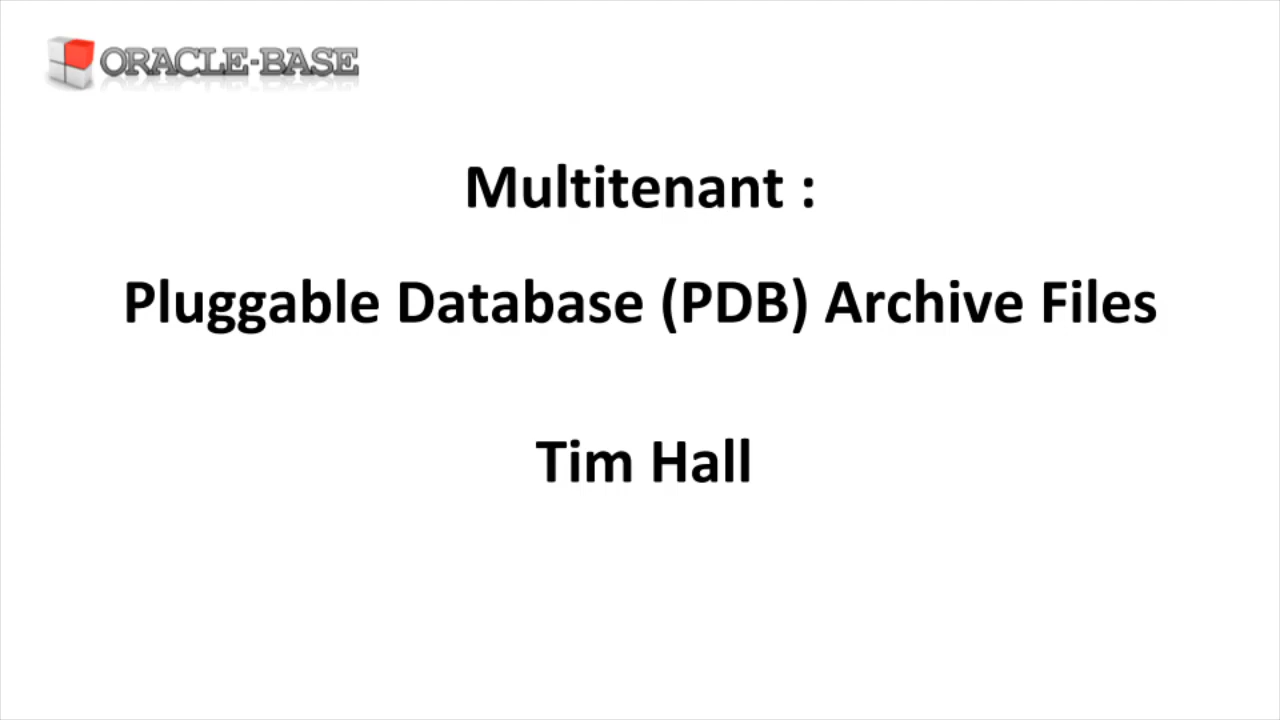 ORACLE-BASE
Multitenant :
Pluggable Database (PDB) Archive Files
Tim Hall